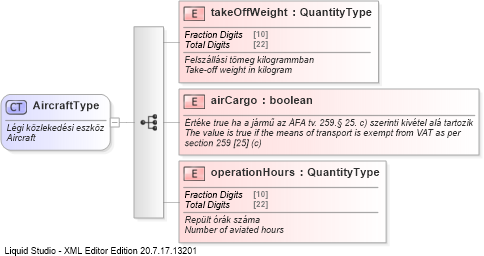 E takeOffWeight : QuantityType
Fraction Digits [10]
Total Digits [22]
Felszállási tömeg kilogrammban
Take-off weight in kilogram
CT AircraftType
Légi közlekedési eszköz
Aircraft
E airCargo : boolean
Értéke true ha a jármű az ÁFA tv. 259.§ 25. c) szerinti kivétel alá tartozik
The value is true if the means of transport is exempt from VAT as per
section 259 [25] (c)
E operationHours : QuantityType
Fraction Digits [10]
Total Digits [22]
Repült órák száma
Number of aviated hours
Liquid Studio - XML Editor Edition 20.7.17.13201